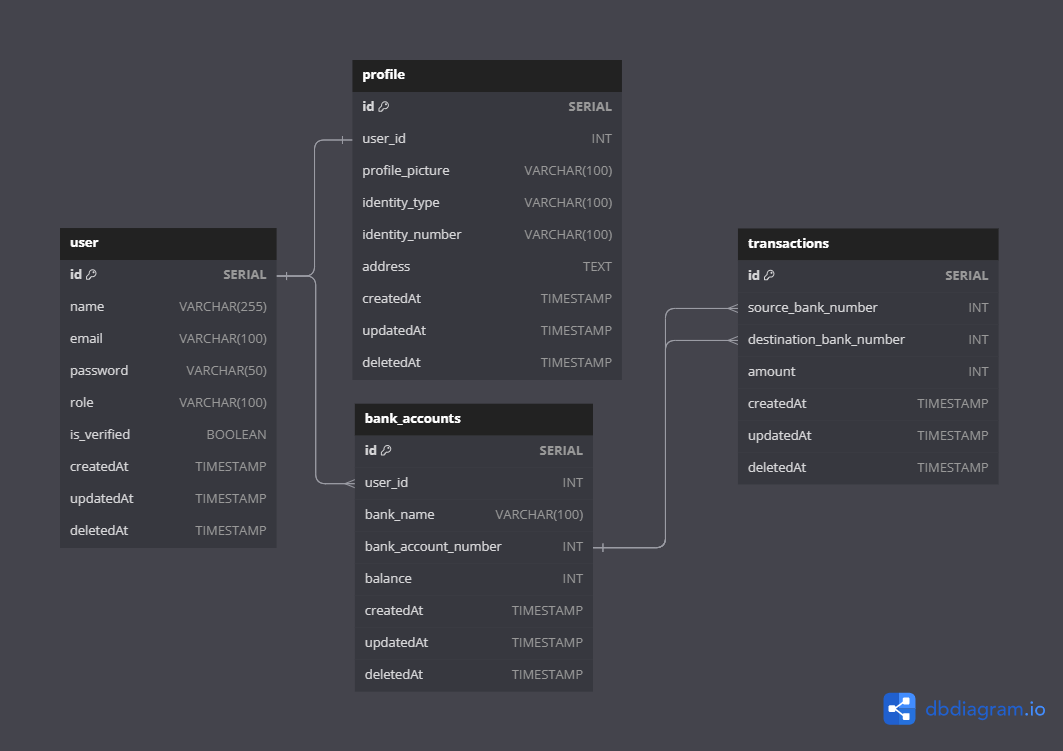 profile
id SERIAL
user_id INT
profile_picture VARCHAR(100)
identity_type VARCHAR(100)
identity_number VARCHAR(100)
address TEXT
createdAt TIMESTAMP
updatedAt TIMESTAMP
deletedAt TIMESTAMP
user
id SERIAL
name VARCHAR(255)
email VARCHAR(100)
password VARCHAR(50)
role VARCHAR(100)
is_verified BOOLEAN
createdAt TIMESTAMP
updatedAt TIMESTAMP
deletedAt TIMESTAMP
transactions
id SERIAL
source_bank_number INT
destination_bank_number INT
amount INT
createdAt TIMESTAMP
updatedAt TIMESTAMP
deletedAt TIMESTAMP
bank_accounts
id SERIAL
user_id INT
bank_name VARCHAR(100)
bank_account_number INT
balance INT
createdAt TIMESTAMP
updatedAt TIMESTAMP
deletedAt TIMESTAMP
dbdiagram.io